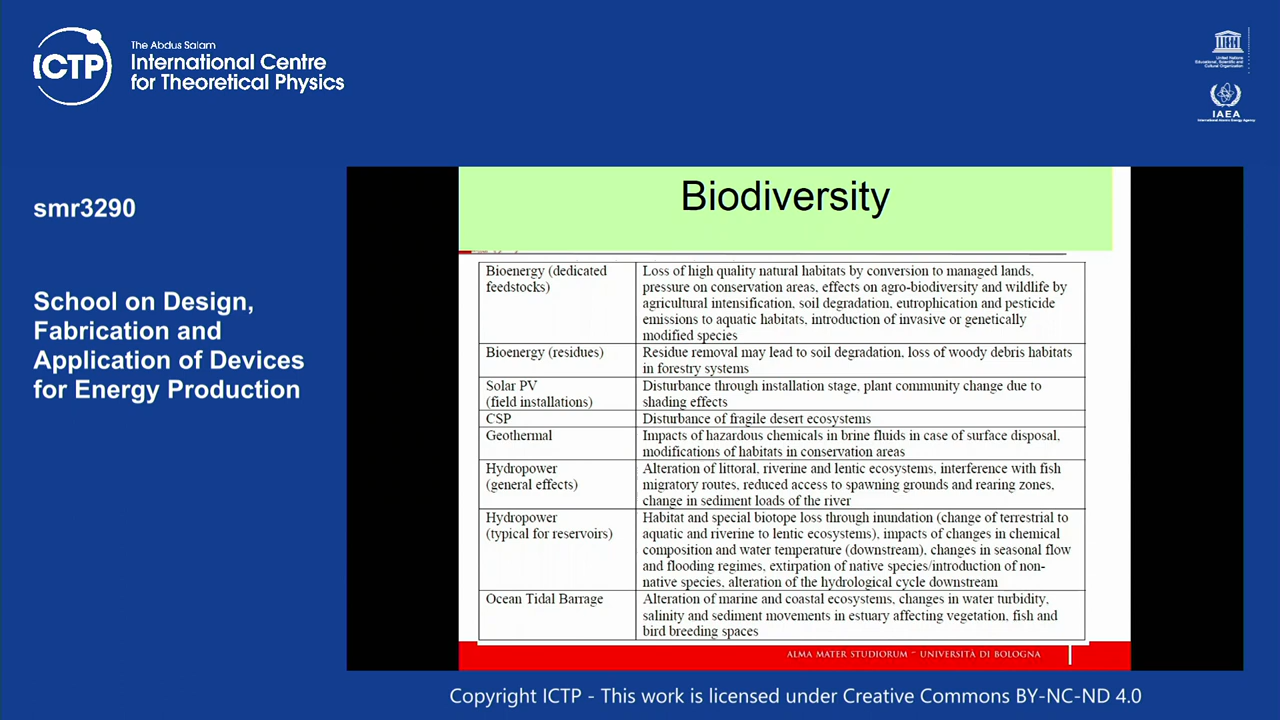 The Abdus Salam
International Centre
for Theoretical Physics
ICTP
United Nations
Educational, Scientific and
Cultural Organization
IAEA
International Atomic Energy Agency
smr3290
School on Design,
Fabrication and
Application of Devices
for Energy Production
Biodiversity
Bioenergy (dedicated
feedstocks)
Loss of high quality natural habitats by conversion to managed lands,
pressure on conservation areas, effects on agro-biodiversity and wildlife by
agricultural intensification, soil degradation, eutrophication and pesticide
emissions to aquatic habitats, introduction of invasive or genetically
modified species
Bioenergy (residues)
Residue removal may lead to soil degradation, loss of woody debris habitats
in forestry systems
Solar PV
(field installations)
Disturbance through installation stage, plant community change due to
shading effects
CSP
Disturbance of fragile desert ecosystems
Geothermal
Impacts of hazardous chemicals in brine fluids in case of surface disposal,
modifications of habitats in conservation areas
Hydropower
(general effects)
Alteration of littoral, riverine and lentic ecosystems, interference with fish
migratory routes, reduced access to spawning grounds and rearing zones,
change in sediment loads of the river
Hydropower
(typical for reservoirs)
Habitat and special biotope loss through inundation (change of terrestrial to
aquatic and riverine to lentic ecosystems), impacts of changes in chemical
composition and water temperature (downstream), changes in seasonal flow
and flooding regimes, extirpation of native species/introduction of non-
native species, alteration of the hydrological cycle downstream
Ocean Tidal Barrage
Alteration of marine and coastal ecosystems, changes in water turbidity,
salinity and sediment movements in estuary affecting vegetation, fish and
bird breeding spaces
ALMA MATER STUDIORUM ~ UNIVERSITÀ DI BOLOGNA
Copyright ICTP - This work is licensed under Creative Commons BY-NC-ND 4.0